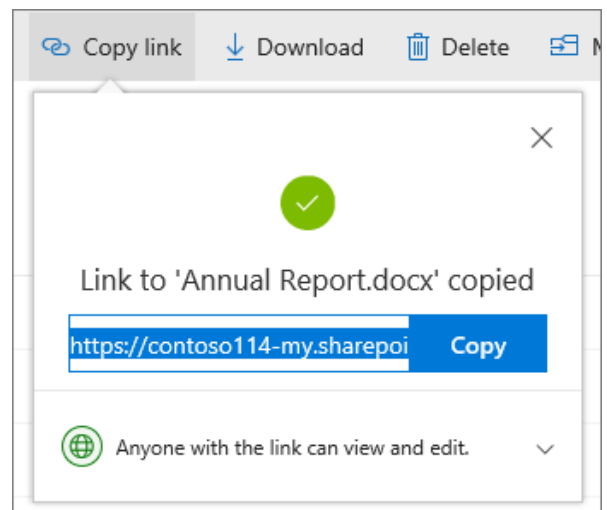 Copy link Download Delete
Link to 'Annual Report.docx' copied
https://contoso114-my.sharepoi Copy
Anyone with the link can view and edit.